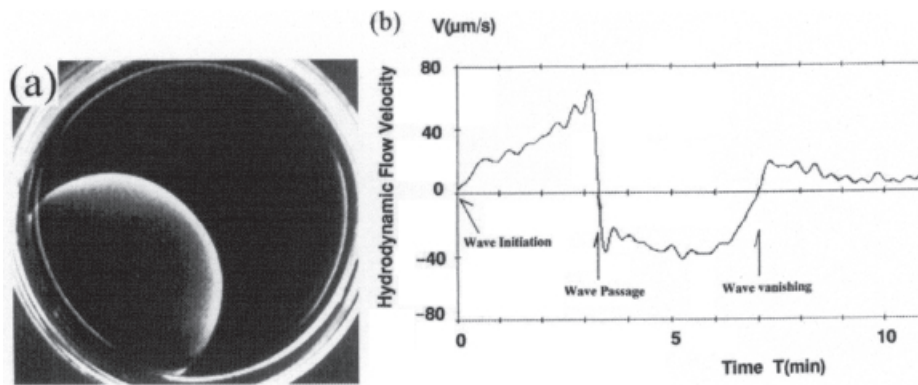 (a)
(b)
V(µm/s)
Hydrodynamic Flow Velocity
80
40
0
−40
−80
Wave Initiation
Wave Passage
Wave vanishing
0
5
10
Time T(min)